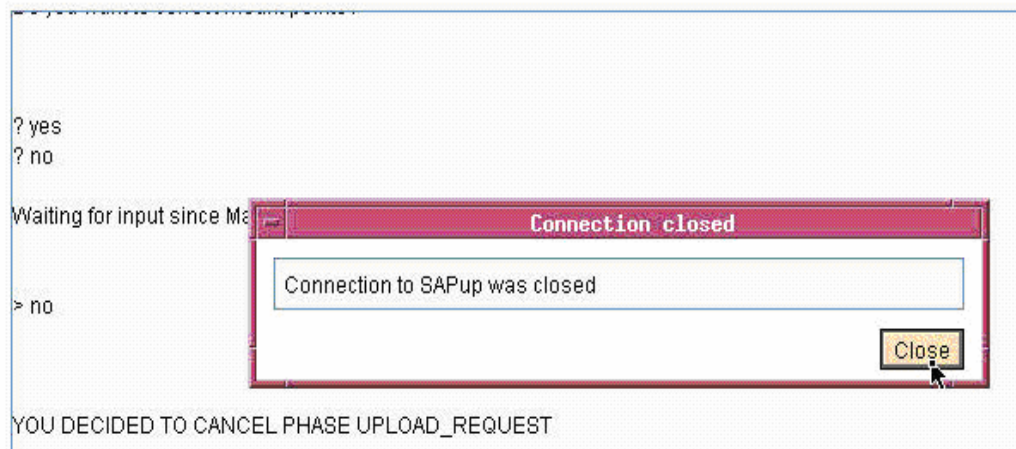 ? yes
? no
Waiting for input since Ma
Connection closed
Connection to SAPup was closed
> no
Close
YOU DECIDED TO CANCEL PHASE UPLOAD_REQUEST